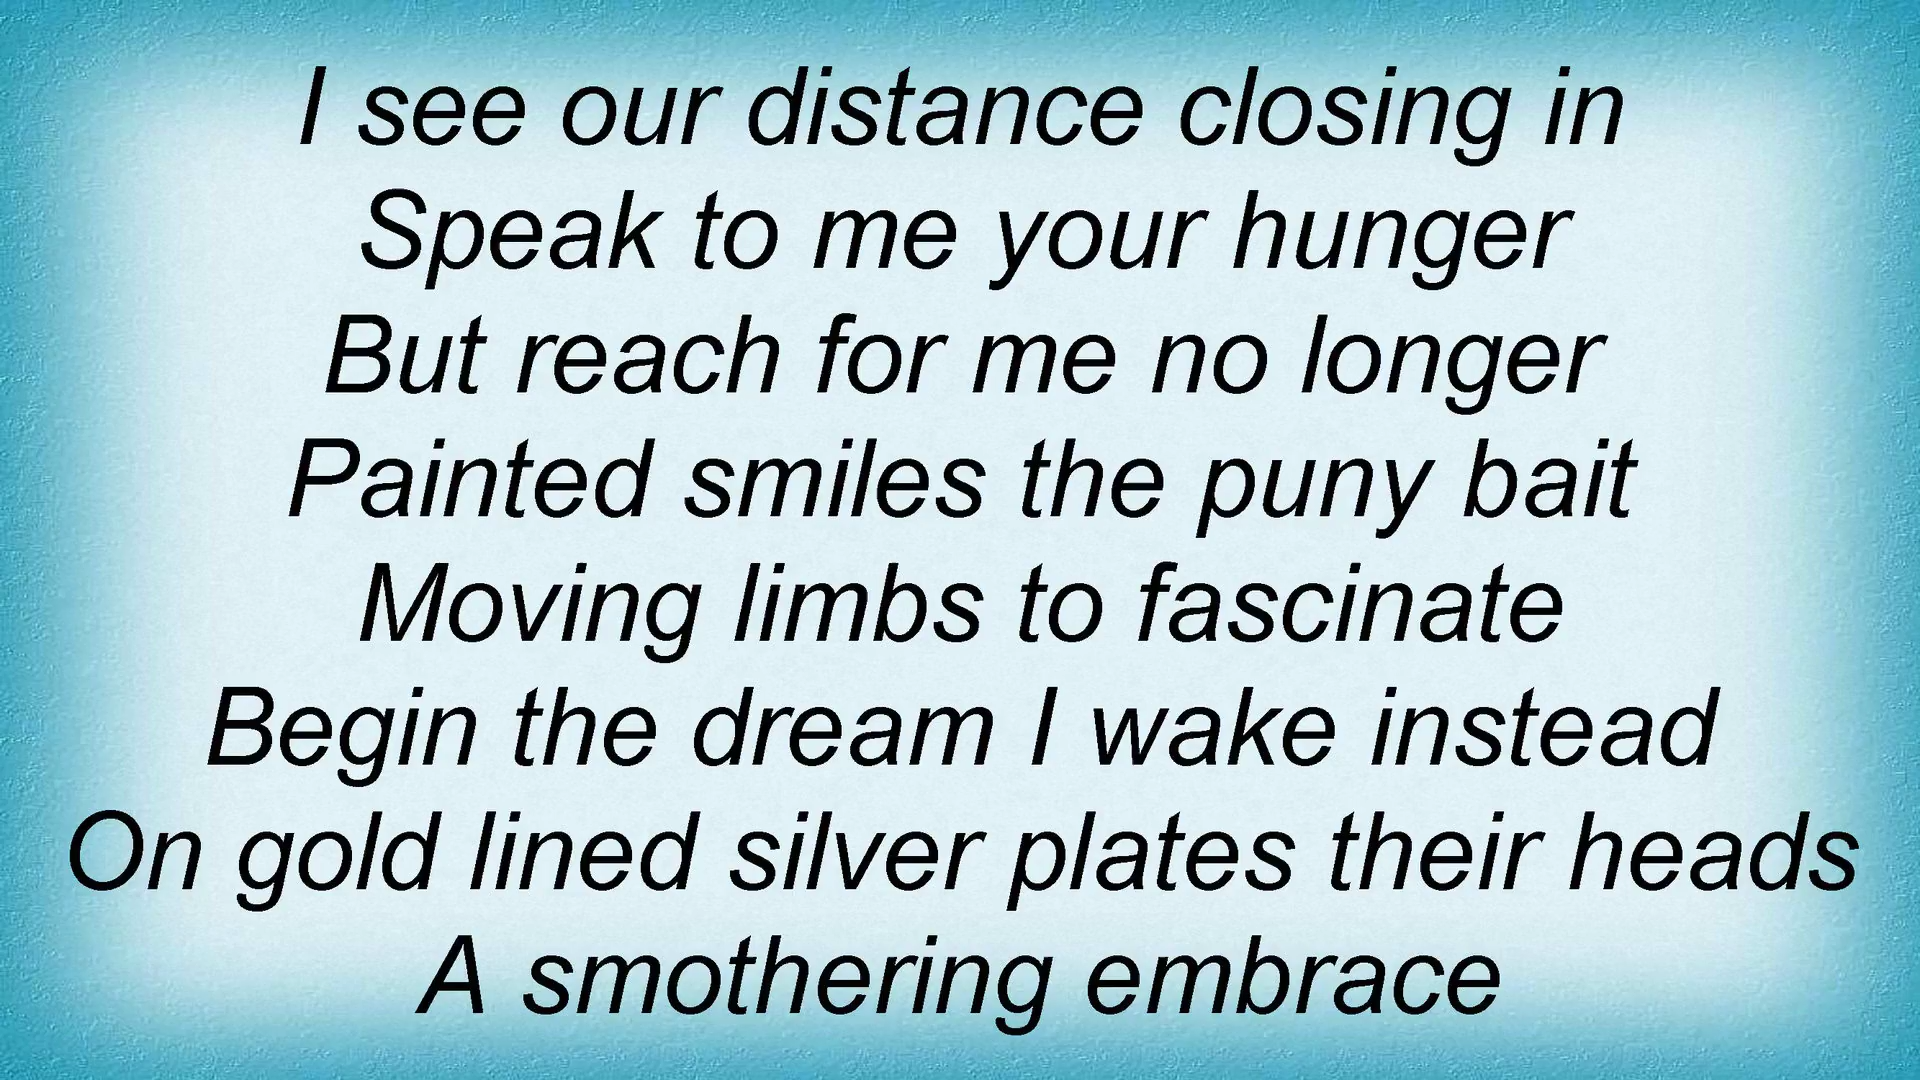 I see our distance closing in
Speak to me your hunger
But reach for me no longer
Painted smiles the puny bait
Moving limbs to fascinate
Begin the dream I wake instead
On gold lined silver plates their heads
A smothering embrace